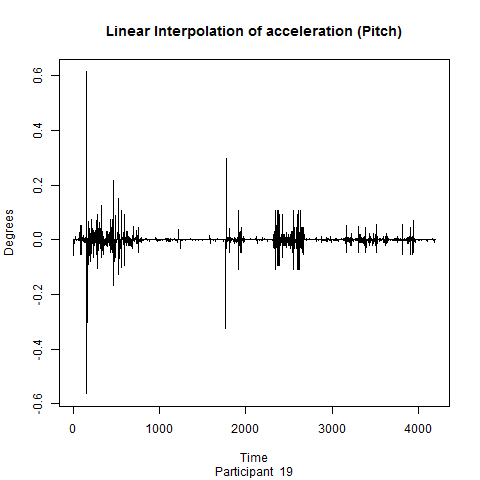 Linear Interpolation of acceleration (Pitch)
Degrees
0.6
0.4
0.2
0.0
-0.2
-0.4
-0.6
0 1000 2000 3000 4000
Time
Participant 19